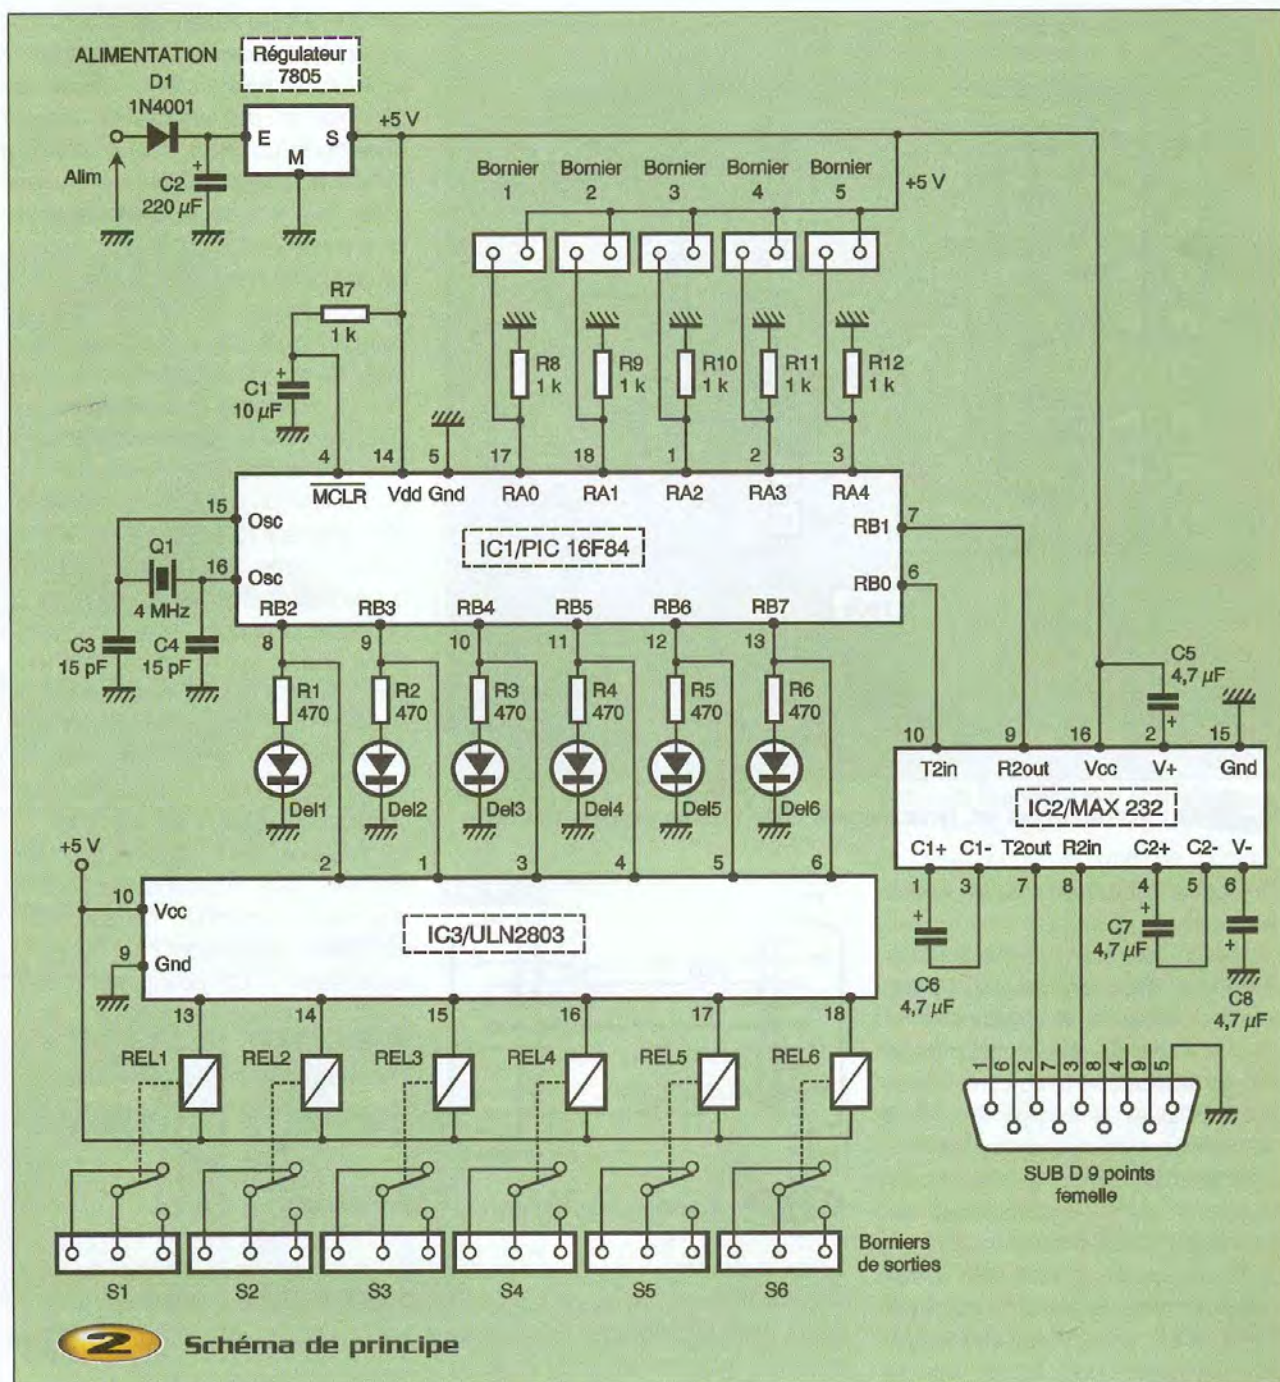 ALIMENTATION
D1
1N4001
Régulateur
7805
E
S
M
+5 V
Alim
C2
+
220 µF
Bornier
1
Bornier
2
Bornier
3
Bornier
4
Bornier
5
+5 V
R7
1 k
C1
+
10 µF
R8
1 k
R9
1 k
R10
1 k
R11
1 k
R12
1 k
4
14
5
17
18
1
2
3
MCLR
Vdd
Gnd
RA0
RA1
RA2
RA3
RA4
15
Osc
16
Osc
Q1
4 MHz
C3
15 pF
C4
15 pF
IC1/PIC 16F84
RB1
7
RB0
6
RB2
RB3
RB4
RB5
RB6
RB7
8
9
10
11
12
13
R1
470
R2
470
R3
470
R4
470
R5
470
R6
470
Del1
Del2
Del3
Del4
Del5
Del6
C5
4,7 µF
+
10
9
16
2
15
T2in
R2out
Vcc
V+
Gnd
IC2/MAX 232
C1+
C1-
T2out
R2in
C2+
C2-
V-
1
3
7
8
4
5
6
+
C6
4,7 µF
C7
4,7 µF
+
+
C8
4,7 µF
+5 V
2
1
3
4
5
6
10
Vcc
9
Gnd
IC3/ULN2803
13
14
15
16
17
18
REL1
REL2
REL3
REL4
REL5
REL6
1
6
2
7
3
8
4
9
5
SUB D 9 points
femelle
S1
S2
S3
S4
S5
S6
Borniers
de sorties
2 Schéma de principe